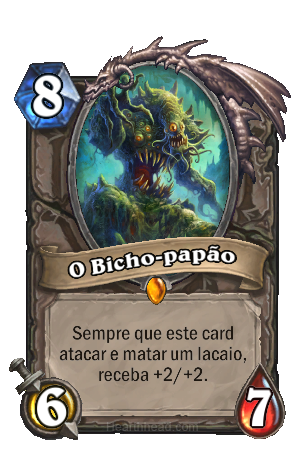 8
O Bicho-papão
Sempre que este card
atacar e matar um lacaio,
receba +2/+2.
6
7